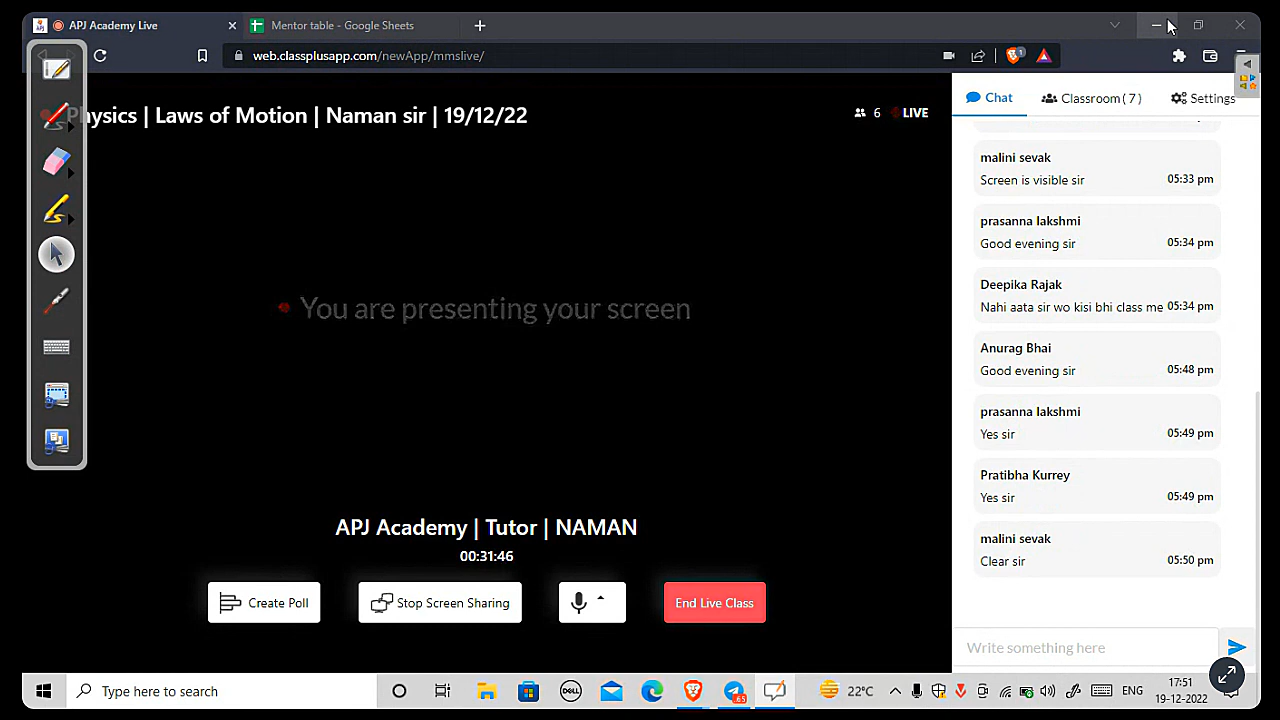 APJ Academy Live
Mentor table - Google Sheets
web.classplusapp.com/newApp/mmslive/
Physics | Laws of Motion | Naman sir | 19/12/22
6 LIVE
Chat
Classroom ( 7 )
Settings
malini sevak
Screen is visible sir 05:33 pm
prasanna lakshmi
Good evening sir 05:34 pm
Deepika Rajak
Nahi aata sir wo kisi bhi class me 05:34 pm
Anurag Bhai
Good evening sir 05:48 pm
prasanna lakshmi
Yes sir 05:49 pm
Pratibha Kurrey
Yes sir 05:49 pm
malini sevak
Clear sir 05:50 pm
You are presenting your screen
APJ Academy | Tutor | NAMAN
00:31:46
Create Poll
Stop Screen Sharing
End Live Class
Write something here
Type here to search
DELL
65
22°C
ENG
17:51
19-12-2022